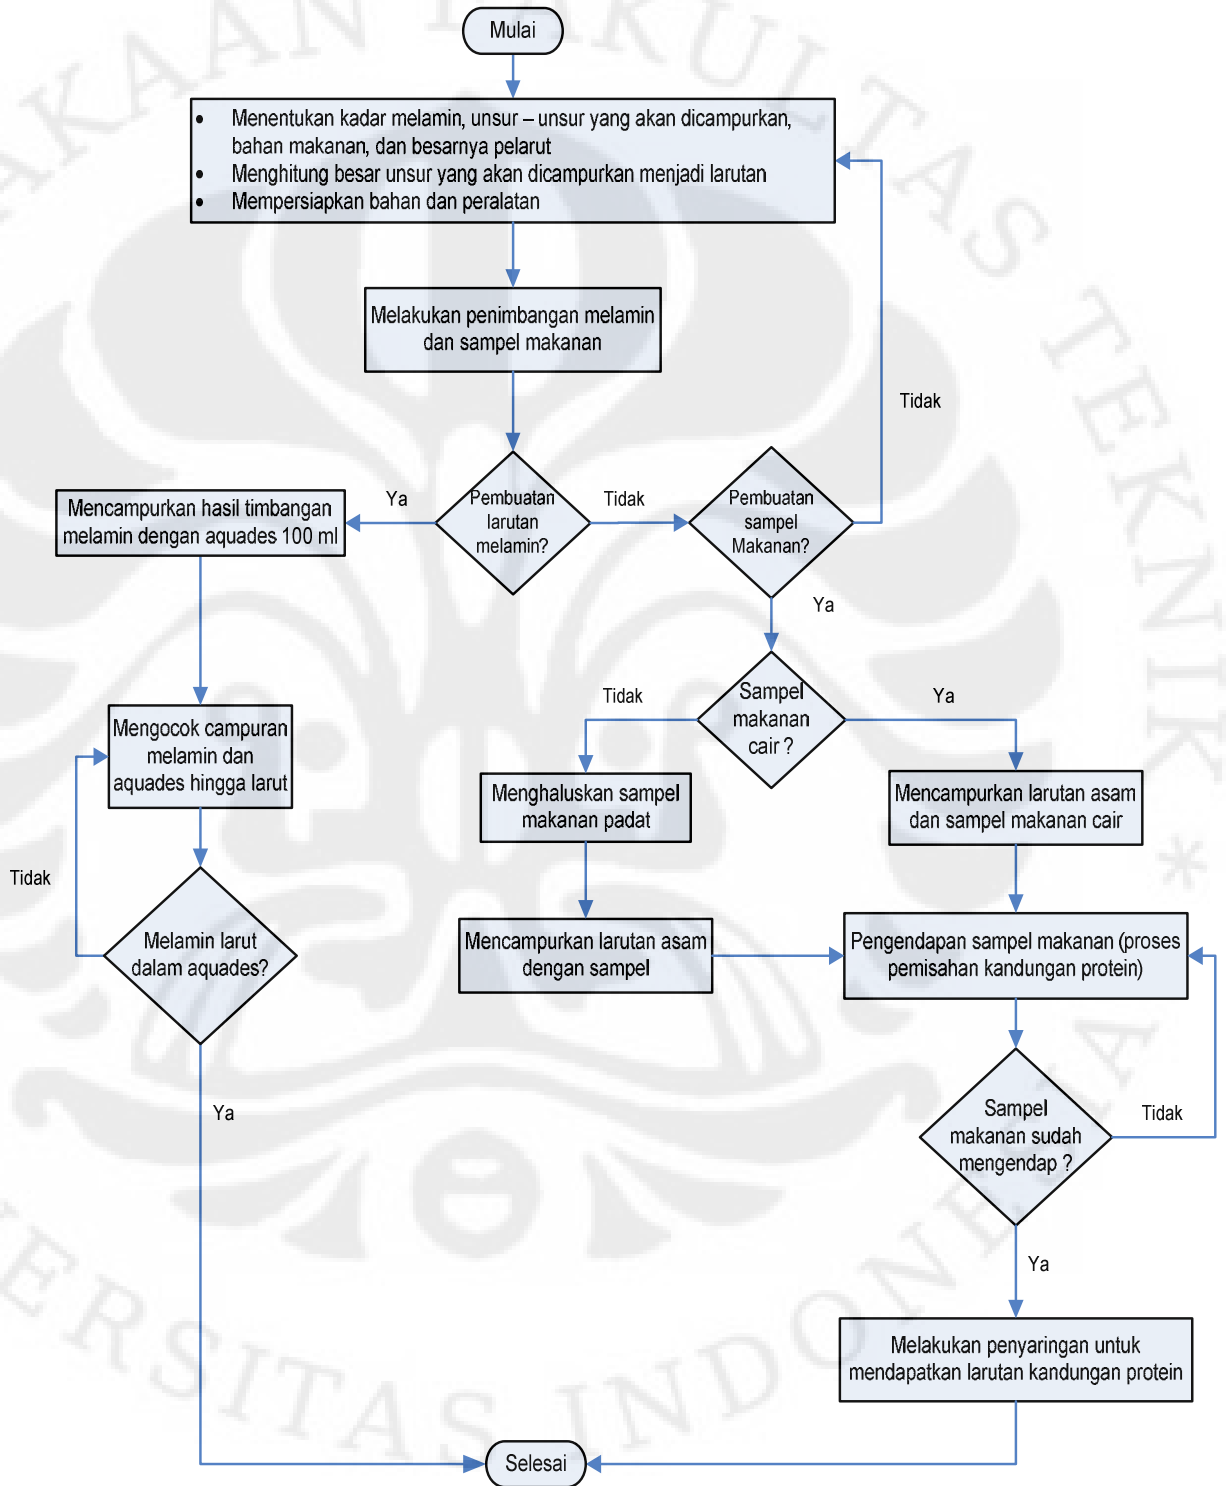 Mulai
• Menentukan kadar melamin, unsur – unsur yang akan dicampurkan,
bahan makanan, dan besarnya pelarut
• Menghitung besar unsur yang akan dicampurkan menjadi larutan
• Mempersiapkan bahan dan peralatan
Melakukan penimbangan melamin
dan sampel makanan
Tidak
Pembuatan
larutan
melamin?
Ya
Tidak
Pembuatan
sampel
Makanan?
Mencampurkan hasil timbangan
melamin dengan aquades 100 ml
Ya
Sampel
makanan
cair ?
Tidak
Ya
Mengocok campuran
melamin dan
aquades hingga larut
Menghaluskan sampel
makanan padat
Mencampurkan larutan asam
dan sampel makanan cair
Tidak
Melamin larut
dalam aquades?
Mencampurkan larutan asam
dengan sampel
Pengendapan sampel makanan (proses
pemisahan kandungan protein)
Ya
Sampel
makanan sudah
mengendap ?
Tidak
Ya
Melakukan penyaringan untuk
mendapatkan larutan kandungan protein
Selesai
AKAAN FAKULTAS TEKNIK *
ERSITAS INDONESIA